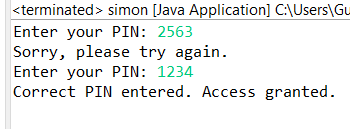 <terminated> simon [Java Application] C:\Users\Gu
Enter your PIN: 2563
Sorry, please try again.
Enter your PIN: 1234
Correct PIN entered. Access granted.